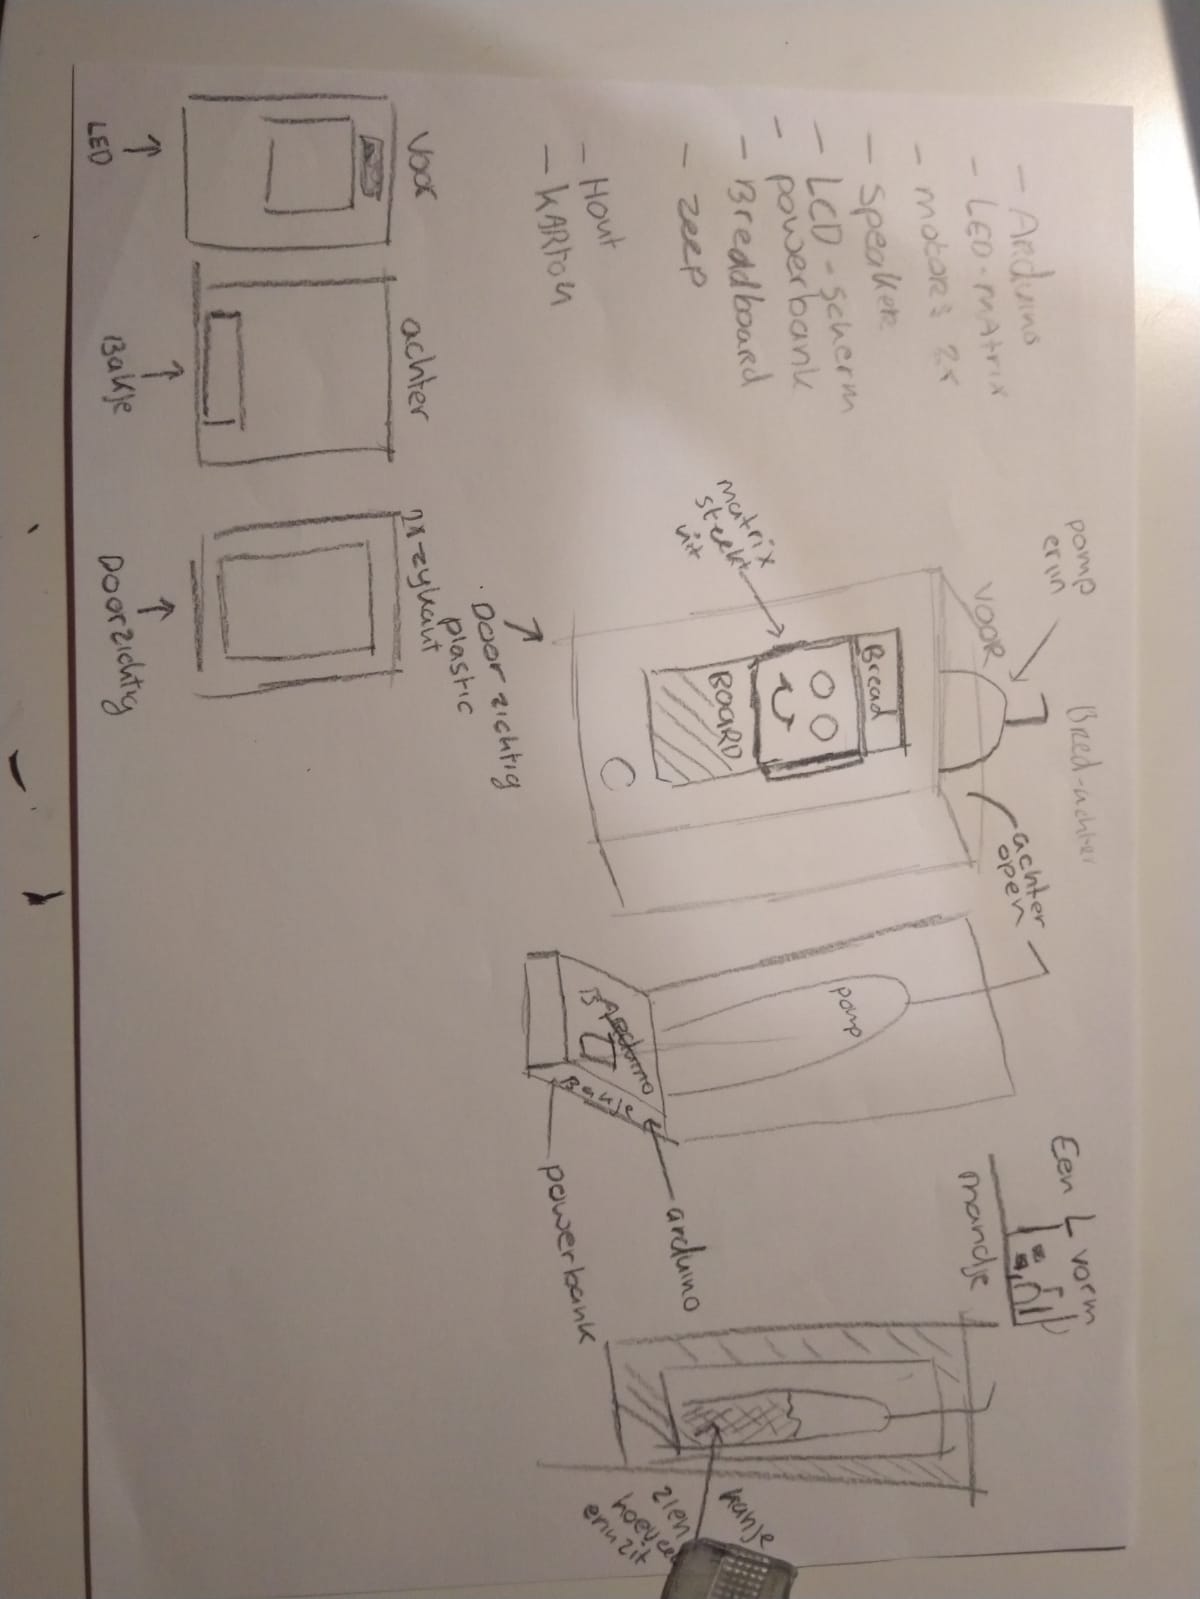 - Arduino
- LED-MAtrix
- motors 2x
- Speaker
- LCD-scherm
- powerbank
- Breadboard
- zeep
- Hout
- KARton
pomp
erin
Bred-achter
VOOR
achter
open
Bread
BOARD
matrix
steekt
uit
Door zichtig
plastic
pomp
Arduino
Bakje
arduino
powerbank
Een L vorm
mandje
kanje
zien
hoeveel
erin zit
Voor
achter
2x-zykant
LED
Bakje
Doorzichtig